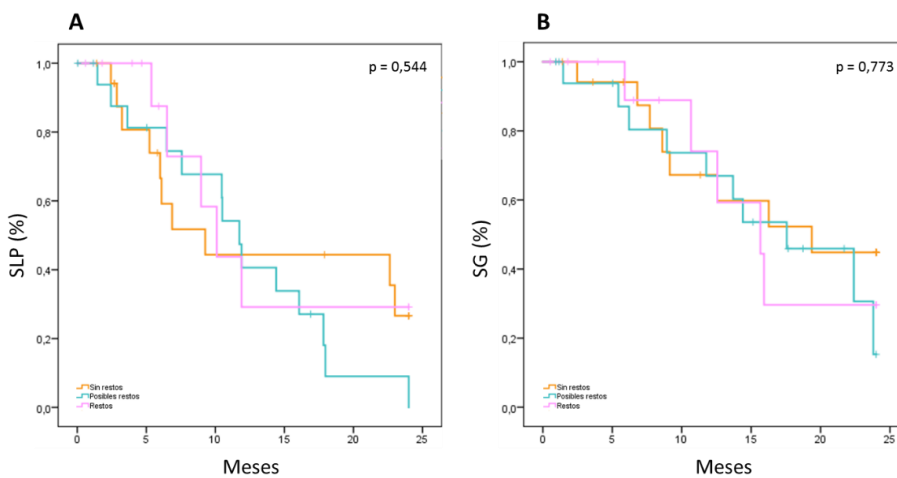 A
B
p = 0,544
p = 0,773
1,0
0,8
0,6
0,4
0,2
0,0
SLP (%)
Sin restos
Posibles restos
Restos
0 5 10 15 20 25
Meses
1,0
0,8
0,6
0,4
0,2
0,0
SG (%)
Sin restos
Posibles restos
Restos
0 5 10 15 20 25
Meses